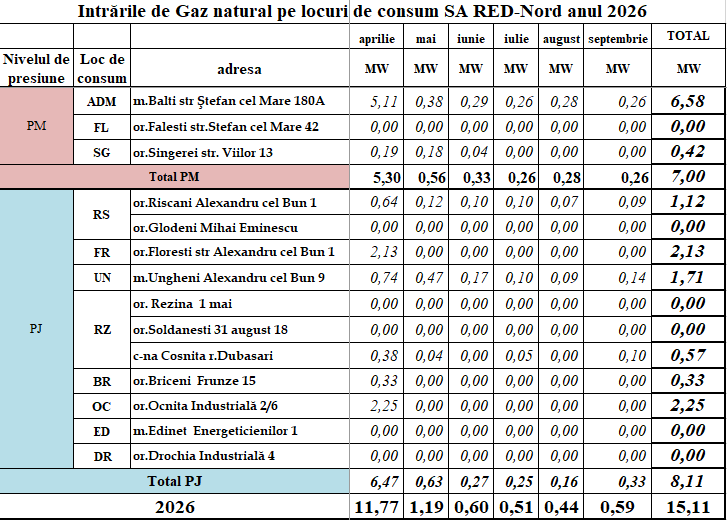 Intrările de Gaz natural pe locuri de consum SA RED-Nord anul 2026
aprilie mai iunie iulie august septembrie TOTAL
Nivelul de presiune Loc de consum adresa MW MW MW MW MW MW MW
PM ADM m.Balti str Ștefan cel Mare 180A 5,11 0,38 0,29 0,26 0,28 0,26 6,58
FL or.Falesti str.Stefan cel Mare 42 0,00 0,00 0,00 0,00 0,00 0,00 0,00
SG or.Singerei str. Viilor 13 0,19 0,18 0,04 0,00 0,00 0,00 0,42
Total PM 5,30 0,56 0,33 0,26 0,28 0,26 7,00
PJ RS or.Riscani Alexandru cel Bun 1 0,64 0,12 0,10 0,10 0,07 0,09 1,12
or.Glodeni Mihai Eminescu 0,00 0,00 0,00 0,00 0,00 0,00 0,00
FR or.Floresti str Alexandru cel Bun 1 2,13 0,00 0,00 0,00 0,00 0,00 2,13
UN m.Ungheni Alexandru cel Bun 9 0,74 0,47 0,17 0,10 0,09 0,14 1,71
RZ or. Rezina 1 mai 0,00 0,00 0,00 0,00 0,00 0,00 0,00
or.Soldanesti 31 august 18 0,00 0,00 0,00 0,00 0,00 0,00 0,00
c-na Cosnita r.Dubasari 0,38 0,04 0,00 0,05 0,00 0,10 0,57
BR or.Briceni Frunze 15 0,33 0,00 0,00 0,00 0,00 0,00 0,33
OC or.Ocnita Industrială 2/6 2,25 0,00 0,00 0,00 0,00 0,00 2,25
ED m.Edinet Energeticienilor 1 0,00 0,00 0,00 0,00 0,00 0,00 0,00
DR or.Drochia Industrială 4 0,00 0,00 0,00 0,00 0,00 0,00 0,00
Total PJ 6,47 0,63 0,27 0,25 0,16 0,33 8,11
2026 11,77 1,19 0,60 0,51 0,44 0,59 15,11